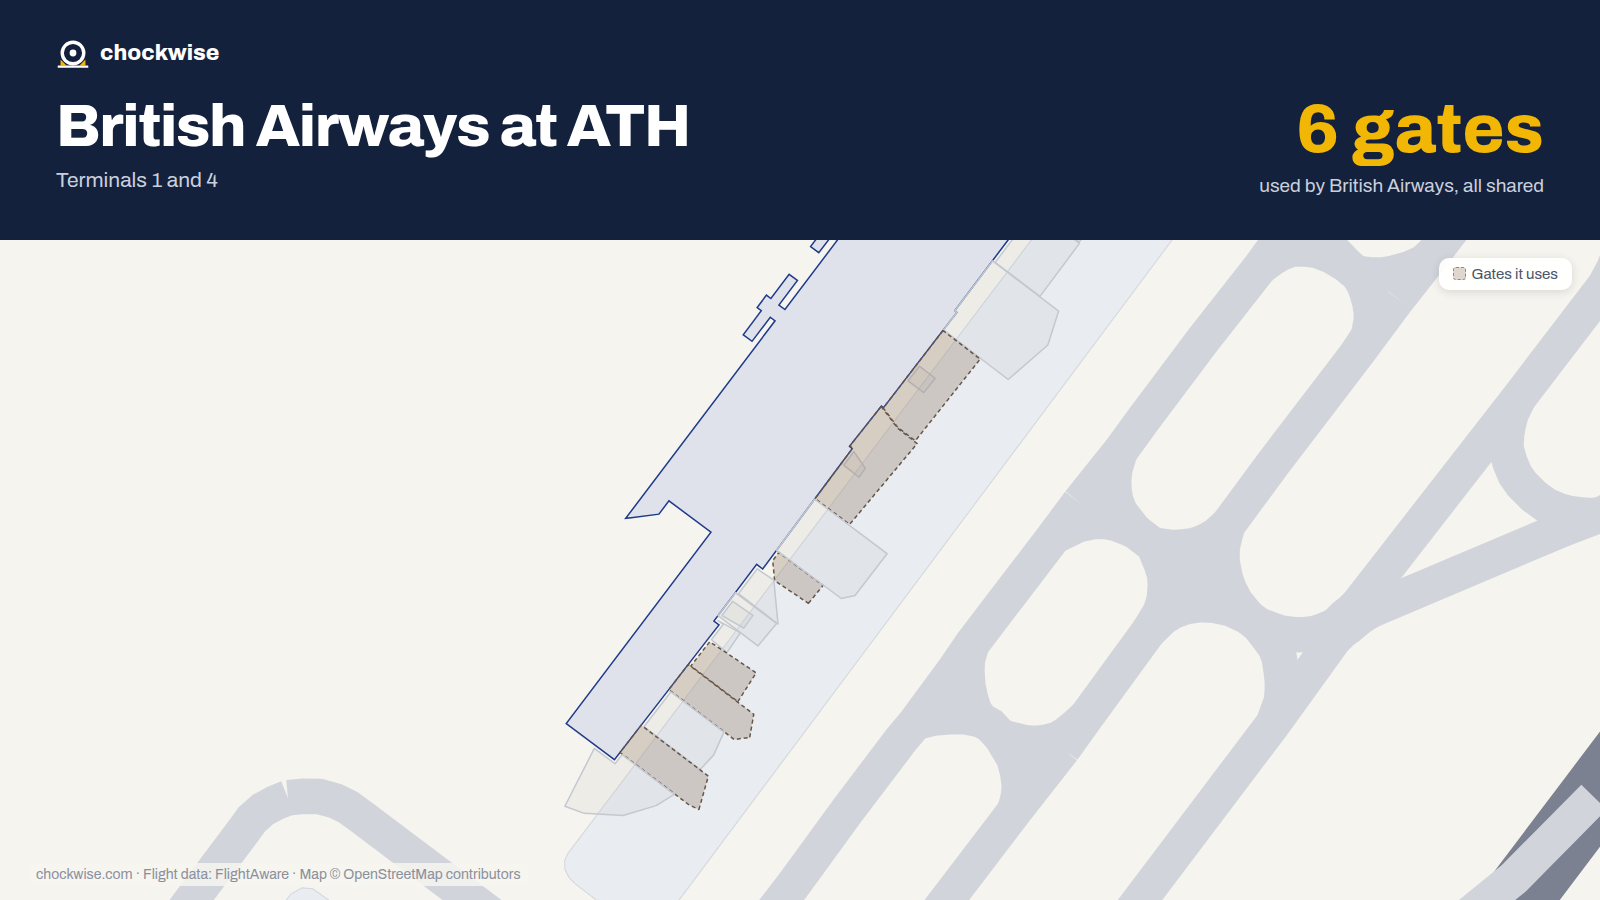 chockwise
British Airways at ATH
Terminals 1 and 4
6 gates
used by British Airways, all shared
Gates it uses
chockwise.com · Flight data: FlightAware · Map © OpenStreetMap contributors